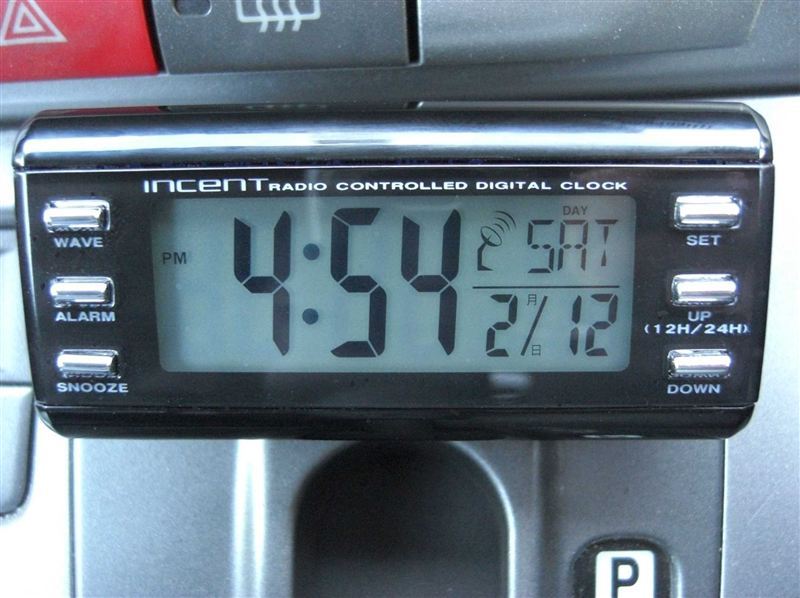 INCENT RADIO CONTROLLED DIGITAL CLOCK
WAVE
ALARM
SNOOZE
PM
4:54
DAY
SAT
2月/12日
SET
UP
(12H/24H)
DOWN
P